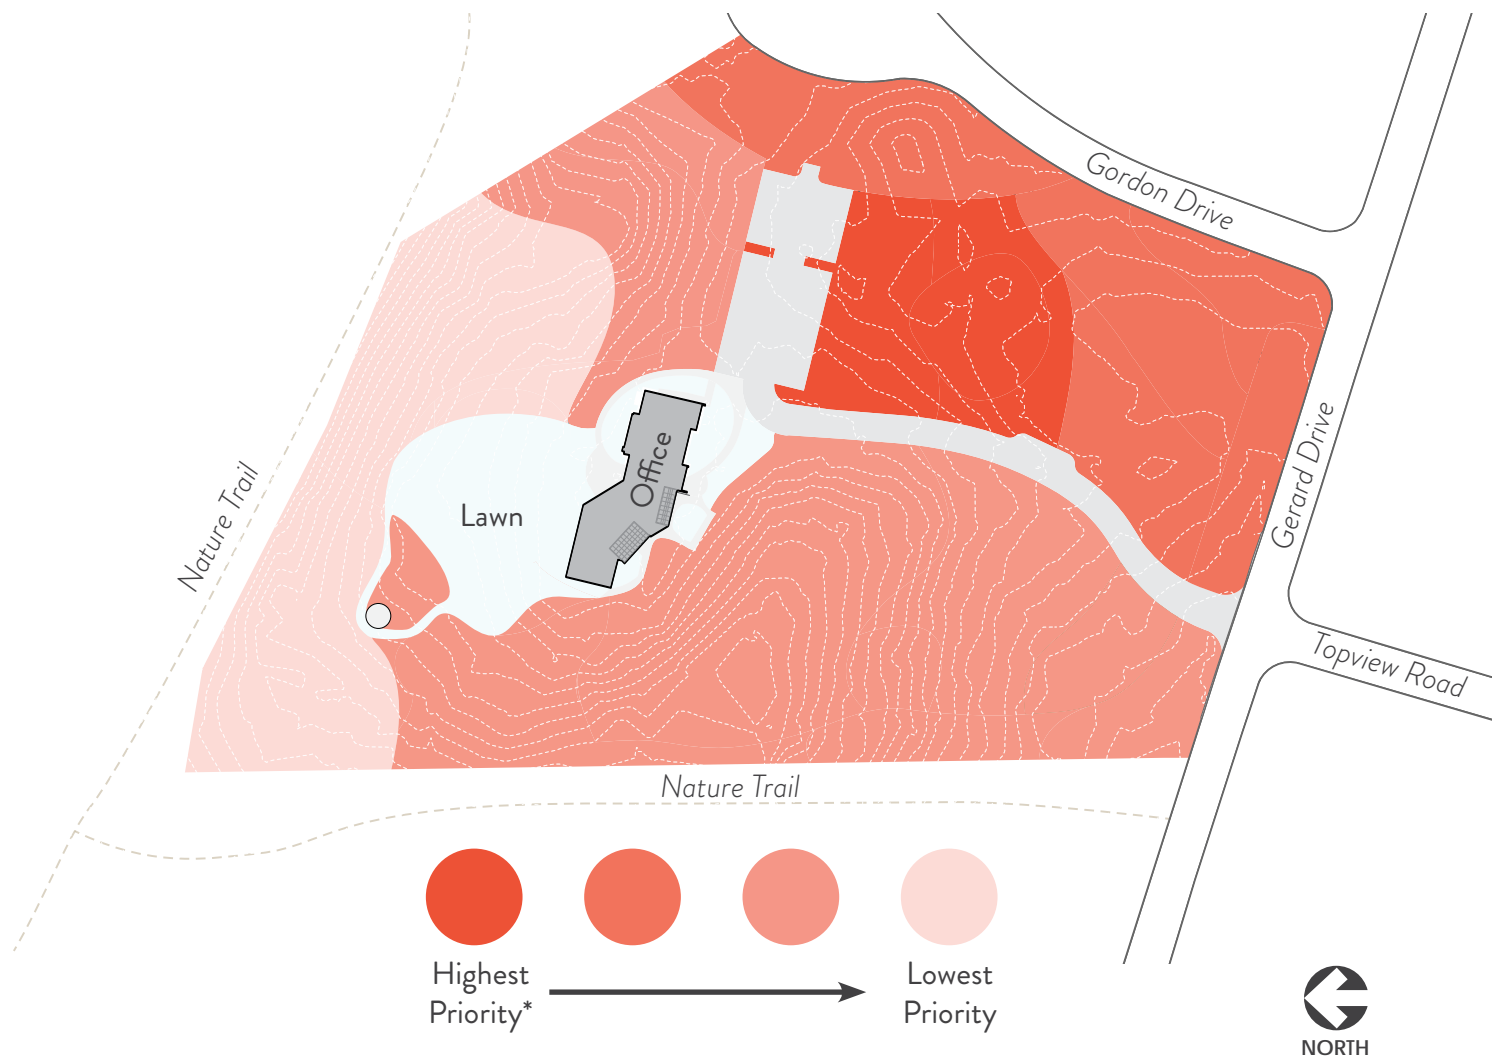 Gordon Drive
Gerard Drive
Office
Lawn
Nature Trail
Topview Road
Nature Trail
Highest
Priority*
Lowest
Priority
NORTH